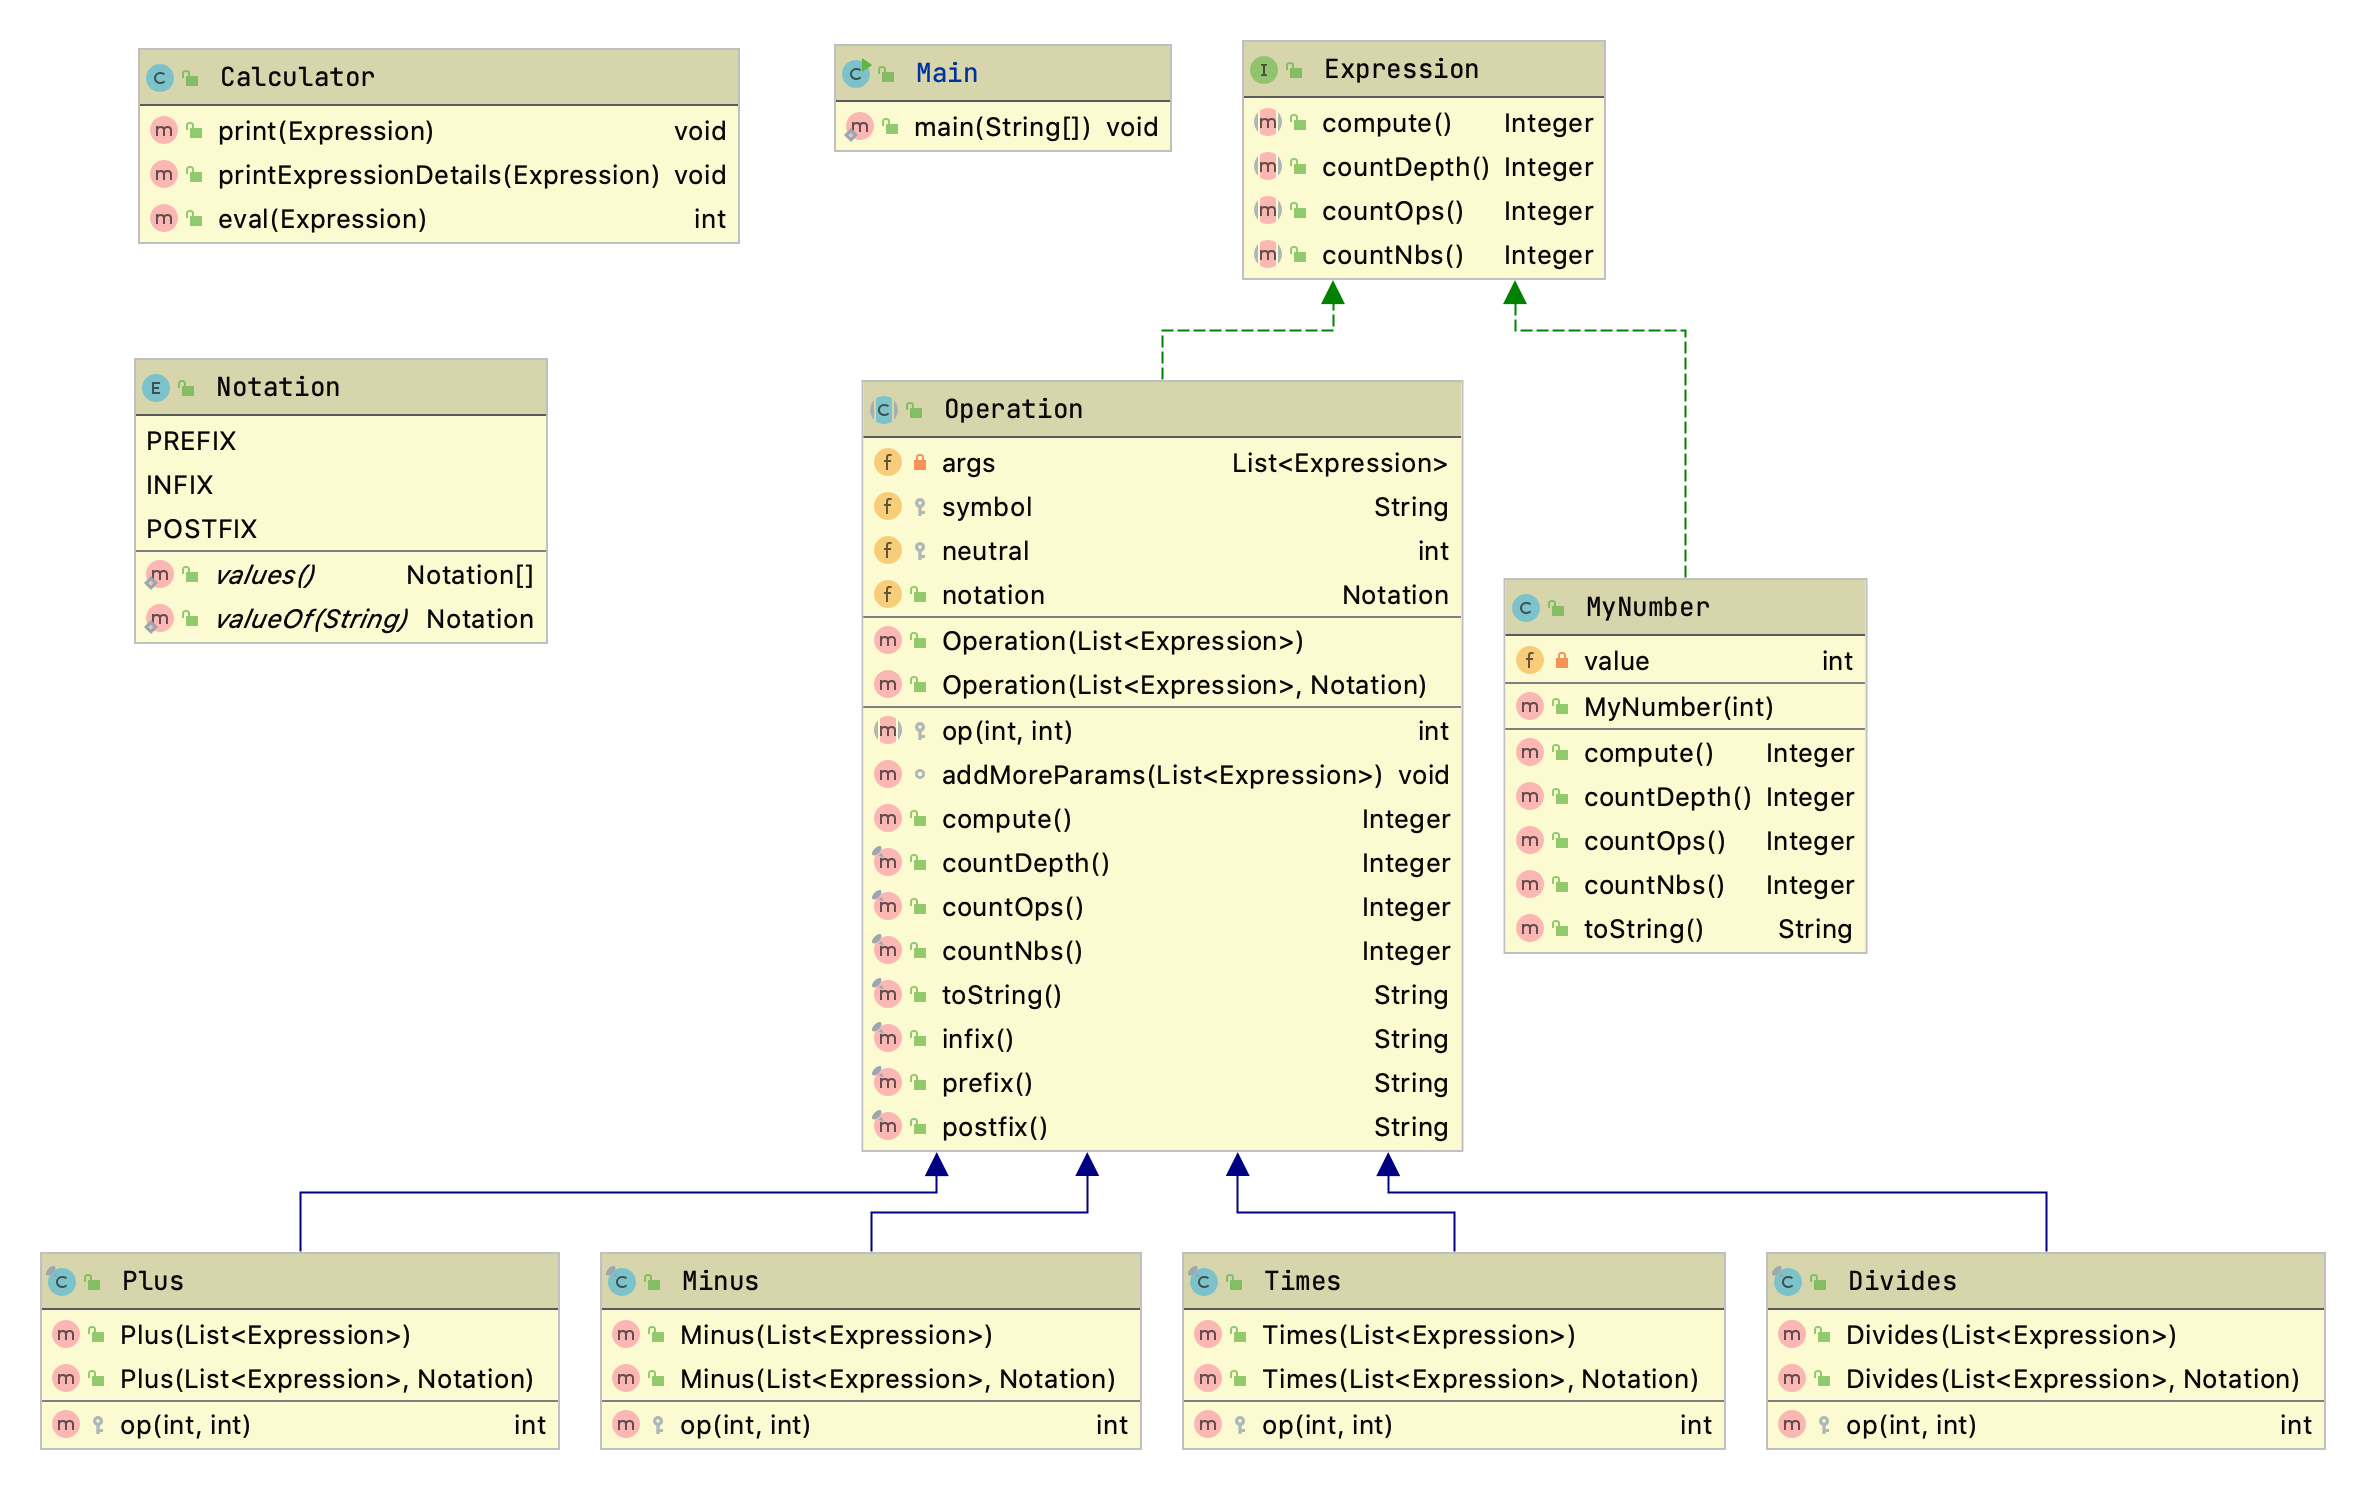 Calculator
print(Expression) void
printExpressionDetails(Expression) void
eval(Expression) int
Main
main(String[]) void
Expression
compute() Integer
countDepth() Integer
countOps() Integer
countNbs() Integer
Notation
PREFIX
INFIX
POSTFIX
values() Notation[]
valueOf(String) Notation
Operation
args List<Expression>
symbol String
neutral int
notation Notation
Operation(List<Expression>)
Operation(List<Expression>, Notation)
op(int, int) int
addMoreParams(List<Expression>) void
compute() Integer
countDepth() Integer
countOps() Integer
countNbs() Integer
toString() String
infix() String
prefix() String
postfix() String
MyNumber
value int
MyNumber(int)
compute() Integer
countDepth() Integer
countOps() Integer
countNbs() Integer
toString() String
Plus
Plus(List<Expression>)
Plus(List<Expression>, Notation)
op(int, int) int
Minus
Minus(List<Expression>)
Minus(List<Expression>, Notation)
op(int, int) int
Times
Times(List<Expression>)
Times(List<Expression>, Notation)
op(int, int) int
Divides
Divides(List<Expression>)
Divides(List<Expression>, Notation)
op(int, int) int